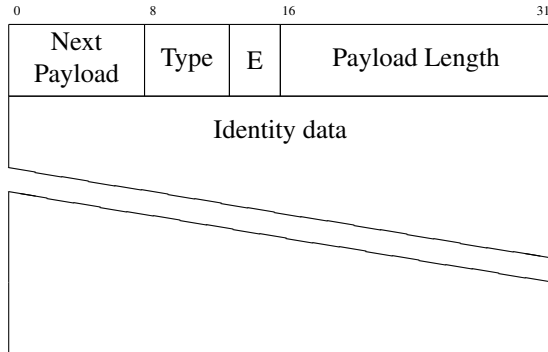 0 8 16 31
Next
Payload
Type
E
Payload Length
Identity data